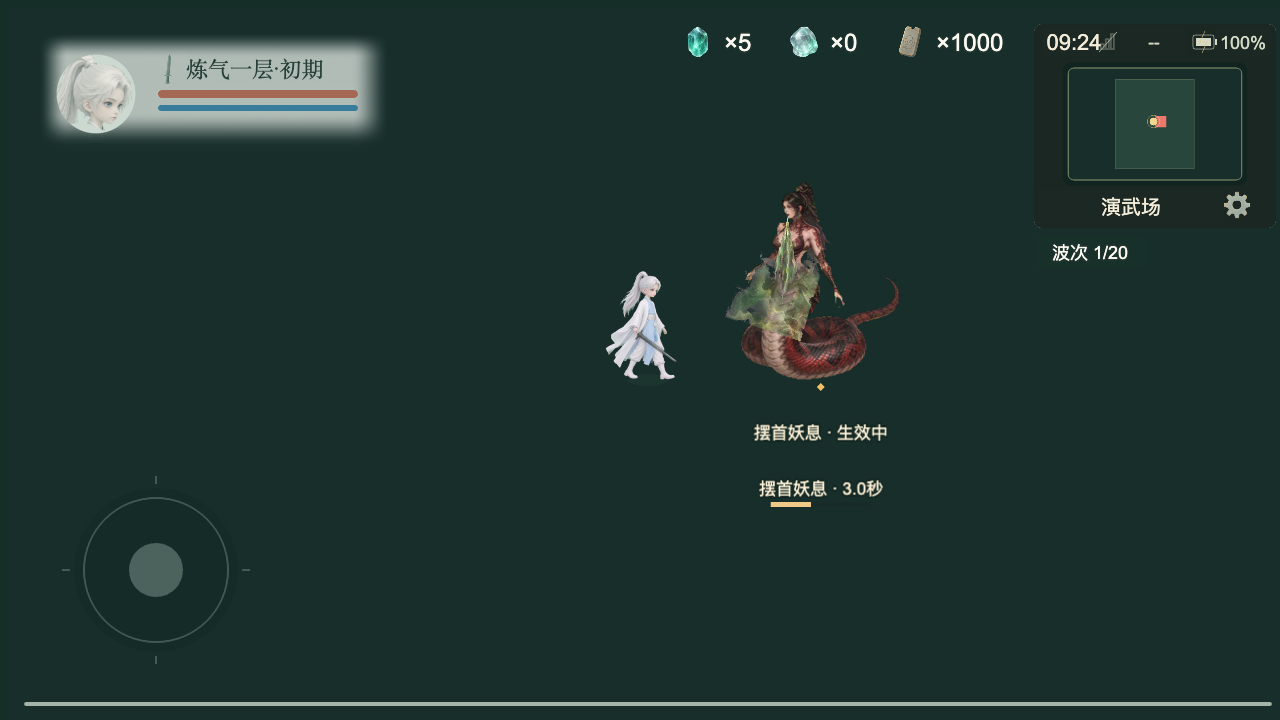 炼气一层·初期
×5
×0
×1000
09:24
--
100%
演武场
波次 1/20
摆首妖息 · 生效中
摆首妖息 · 3.0秒